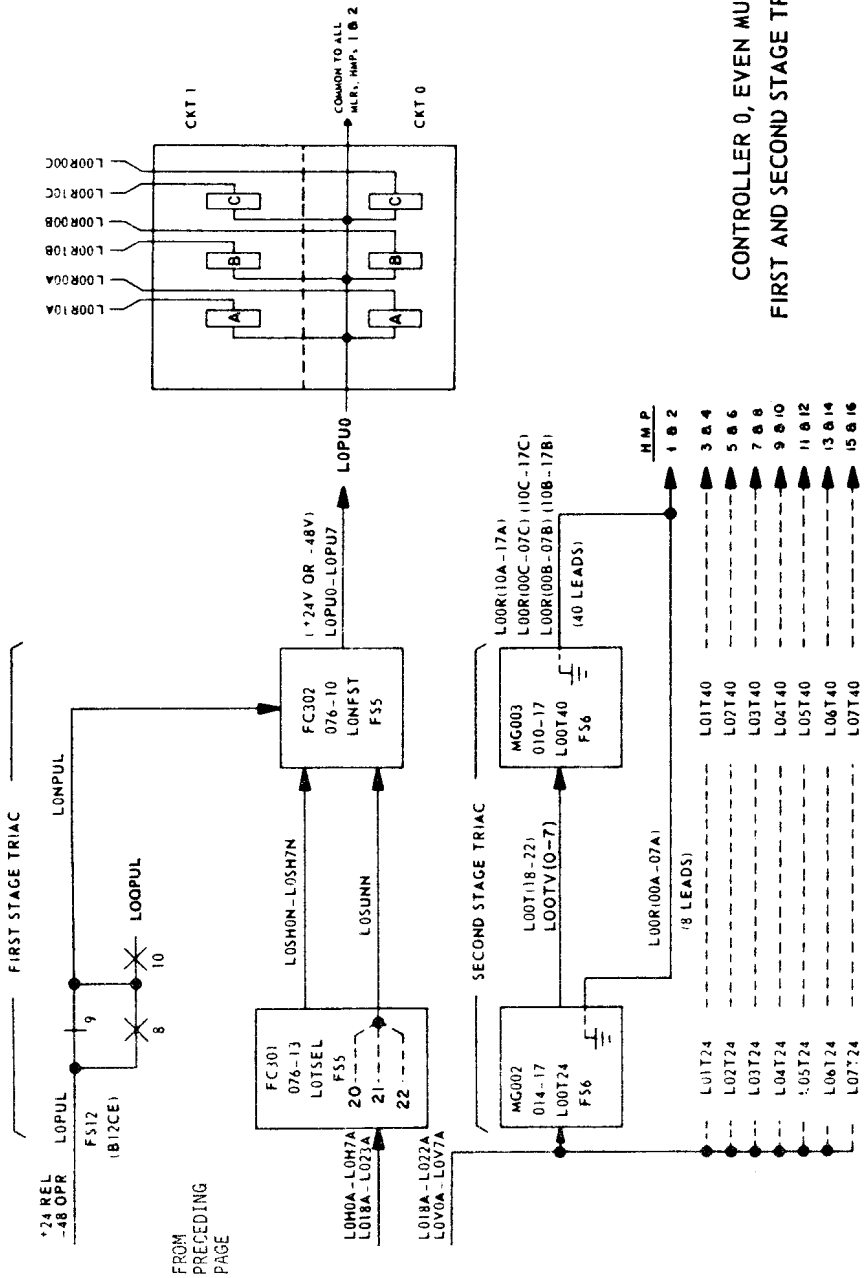 FIRST STAGE TRIAC
+24 REL
-48 OPR
L0PUL
FS12
(B12CE)
9
8
10
L0NPUL
L0OPUL
FROM
PRECEDING
PAGE
FC301
076-13
L0TSEL
FS5
20
21
22
L0H0A-L0H7A
L018A-L023A
L0SH0N-L0SH7N
L0SUNN
FC302
076-10
L0NFST
FS5
(+24V OR -48V)
L0PU0-L0PU7
L0PU0
L00R10A
L00R00A
L00R10B
L00R00B
L00R10C
L00R00C
CKT 1
A
B
C
A
B
C
CKT 0
COMMON TO ALL
MLRs, HMPs 1 & 2
SECOND STAGE TRIAC
L018A-L022A
L0V0A-L0V7A
MG002
014-17
L00T24
FS6
L00T(18-22)
L00TV(0-7)
MG003
010-17
L00T40
FS6
L00R(10A-17A)
L00R(00C-07C) (10C-17C)
L00R(00B-07B) (10B-17B)
(40 LEADS)
L00R(00A-07A)
(8 LEADS)
HMP
1 & 2
L01T24 L01T40 3 & 4
L02T24 L02T40 5 & 6
L03T24 L03T40 7 & 8
L04T24 L04T40 9 & 10
L05T24 L05T40 11 & 12
L06T24 L06T40 13 & 14
L07T24 L07T40 15 & 16
CONTROLLER 0, EVEN MU
FIRST AND SECOND STAGE TR